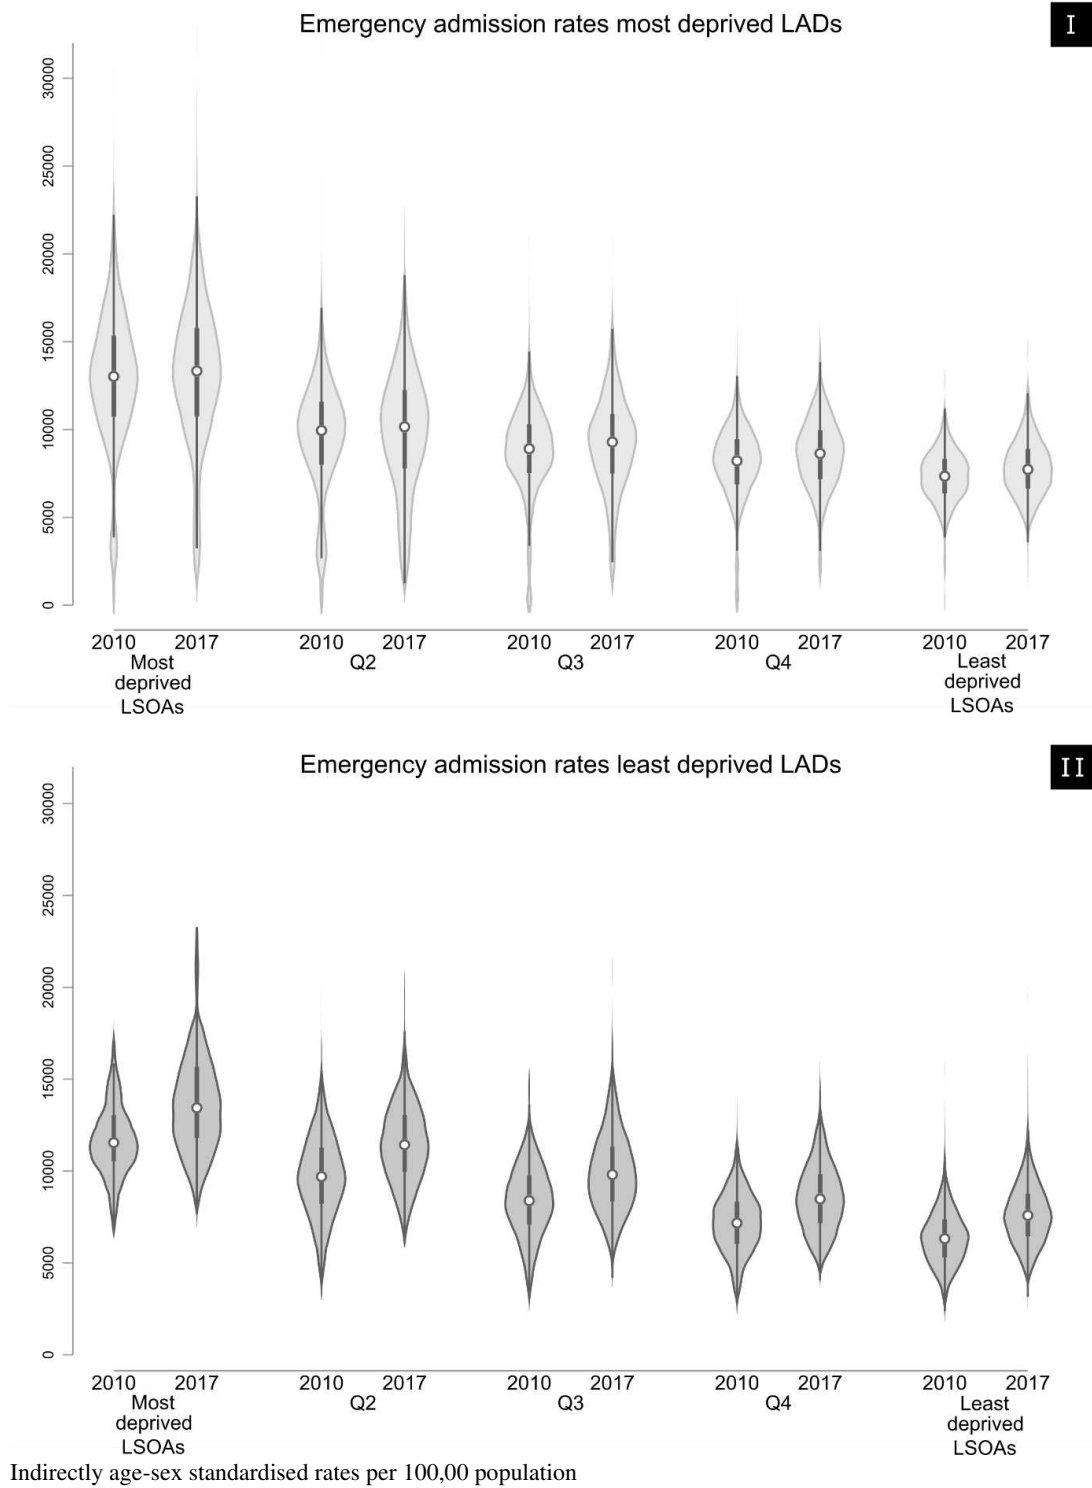 Emergency admission rates most deprived LADs
I
30000
25000
20000
15000
10000
5000
0
2010 2017 2010 2017 2010 2017 2010 2017 2010 2017
Most Q2 Q3 Q4 Least
deprived deprived
LSOAs LSOAs
Emergency admission rates least deprived LADs
II
30000
25000
20000
15000
10000
5000
0
2010 2017 2010 2017 2010 2017 2010 2017 2010 2017
Most Q2 Q3 Q4 Least
deprived deprived
LSOAs LSOAs
Indirectly age-sex standardised rates per 100,00 population